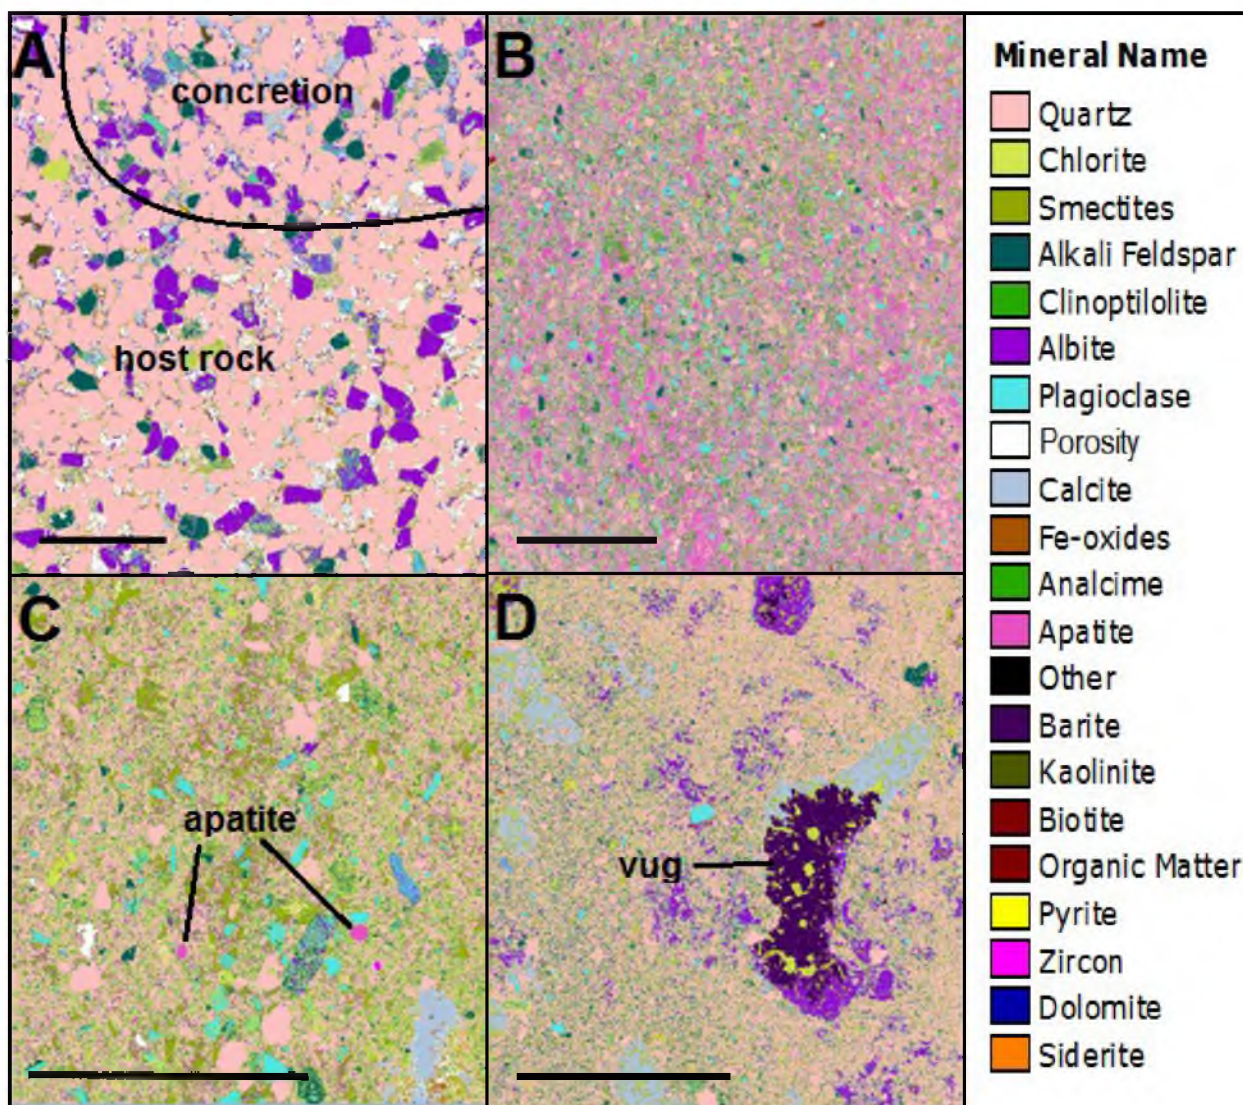 A
concretion
host rock
B
C
apatite
D
vug
Mineral Name
Quartz
Chlorite
Smectites
Alkali Feldspar
Clinoptilolite
Albite
Plagioclase
Porosity
Calcite
Fe-oxides
Analcime
Apatite
Other
Barite
Kaolinite
Biotite
Organic Matter
Pyrite
Zircon
Dolomite
Siderite